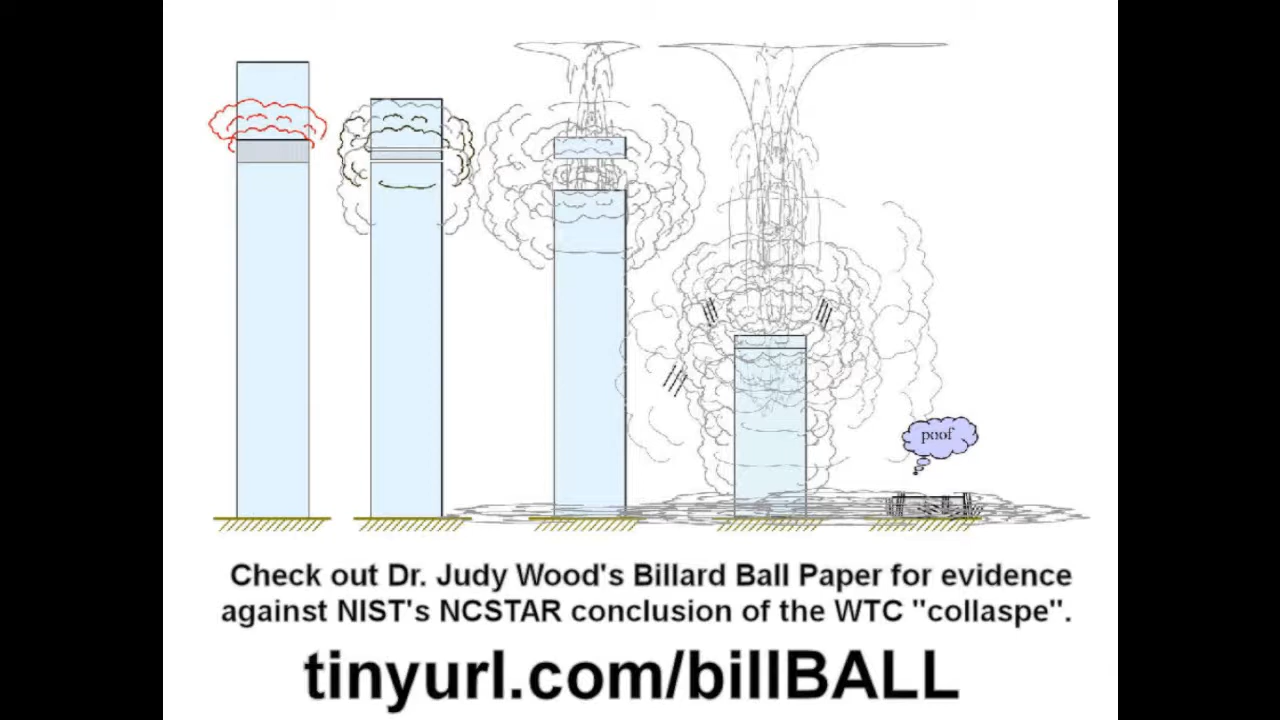 poof
Check out Dr. Judy Wood's Billard Ball Paper for evidence
against NIST's NCSTAR conclusion of the WTC "collaspe".
tinyurl.com/billBALL